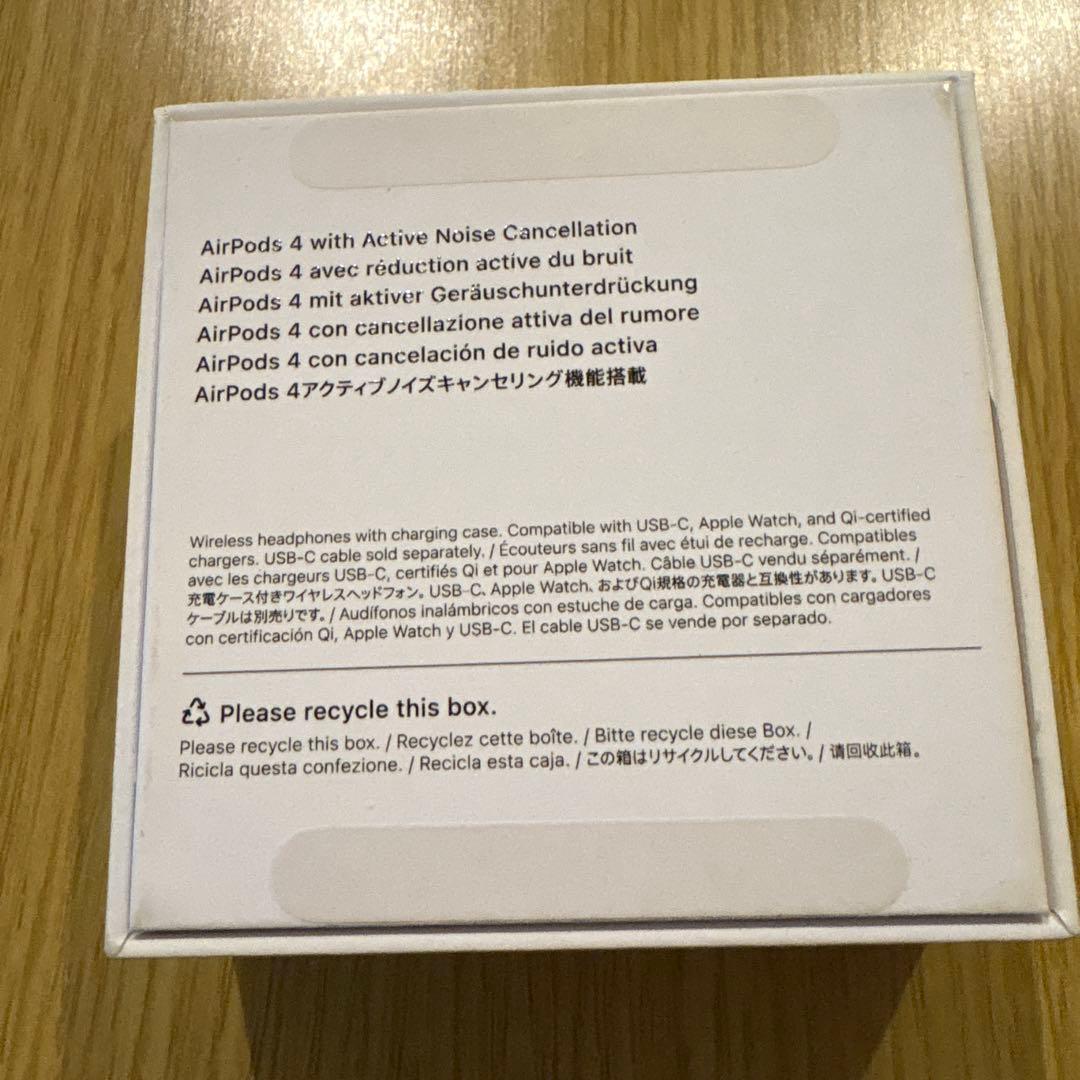 AirPods 4 with Active Noise Cancellation
AirPods 4 avec réduction active du bruit
AirPods 4 mit aktiver Geräuschunterdrückung
AirPods 4 con cancellazione attiva del rumore
AirPods 4 con cancelación de ruido activa
AirPods 4アクティブノイズキャンセリング機能搭載
Wireless headphones with charging case. Compatible with USB-C, Apple Watch, and Qi-certified
chargers. USB-C cable sold separately. / Écouteurs sans fil avec étui de recharge. Compatibles
avec les chargeurs USB-C, certifiés Qi et pour Apple Watch. Câble USB-C vendu séparément. /
充電ケース付きワイヤレスヘッドフォン。USB-C、Apple Watch、およびQi規格の充電器と互換性があります。USB-C
ケーブルは別売りです。/ Audífonos inalámbricos con estuche de carga. Compatibles con cargadores
con certificación Qi, Apple Watch y USB-C. El cable USB-C se vende por separado.
Please recycle this box.
Please recycle this box. / Recyclez cette boîte. / Bitte recycle diese Box. /
Ricicla questa confezione. / Recicla esta caja. / この箱はリサイクルしてください。/ 请回收此箱。